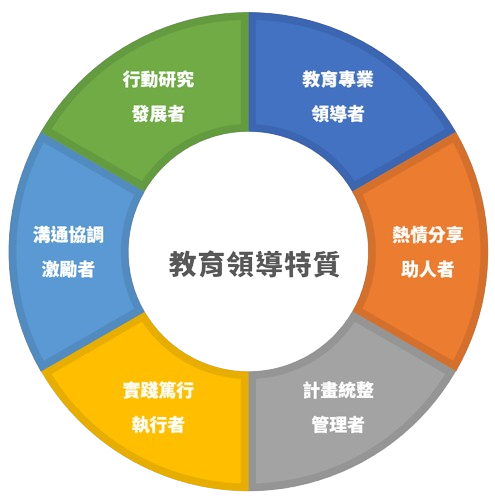 教育領導特質
教育專業
領導者
熱情分享
助人者
計畫統整
管理者
實踐篤行
執行者
溝通協調
激勵者
行動研究
發展者